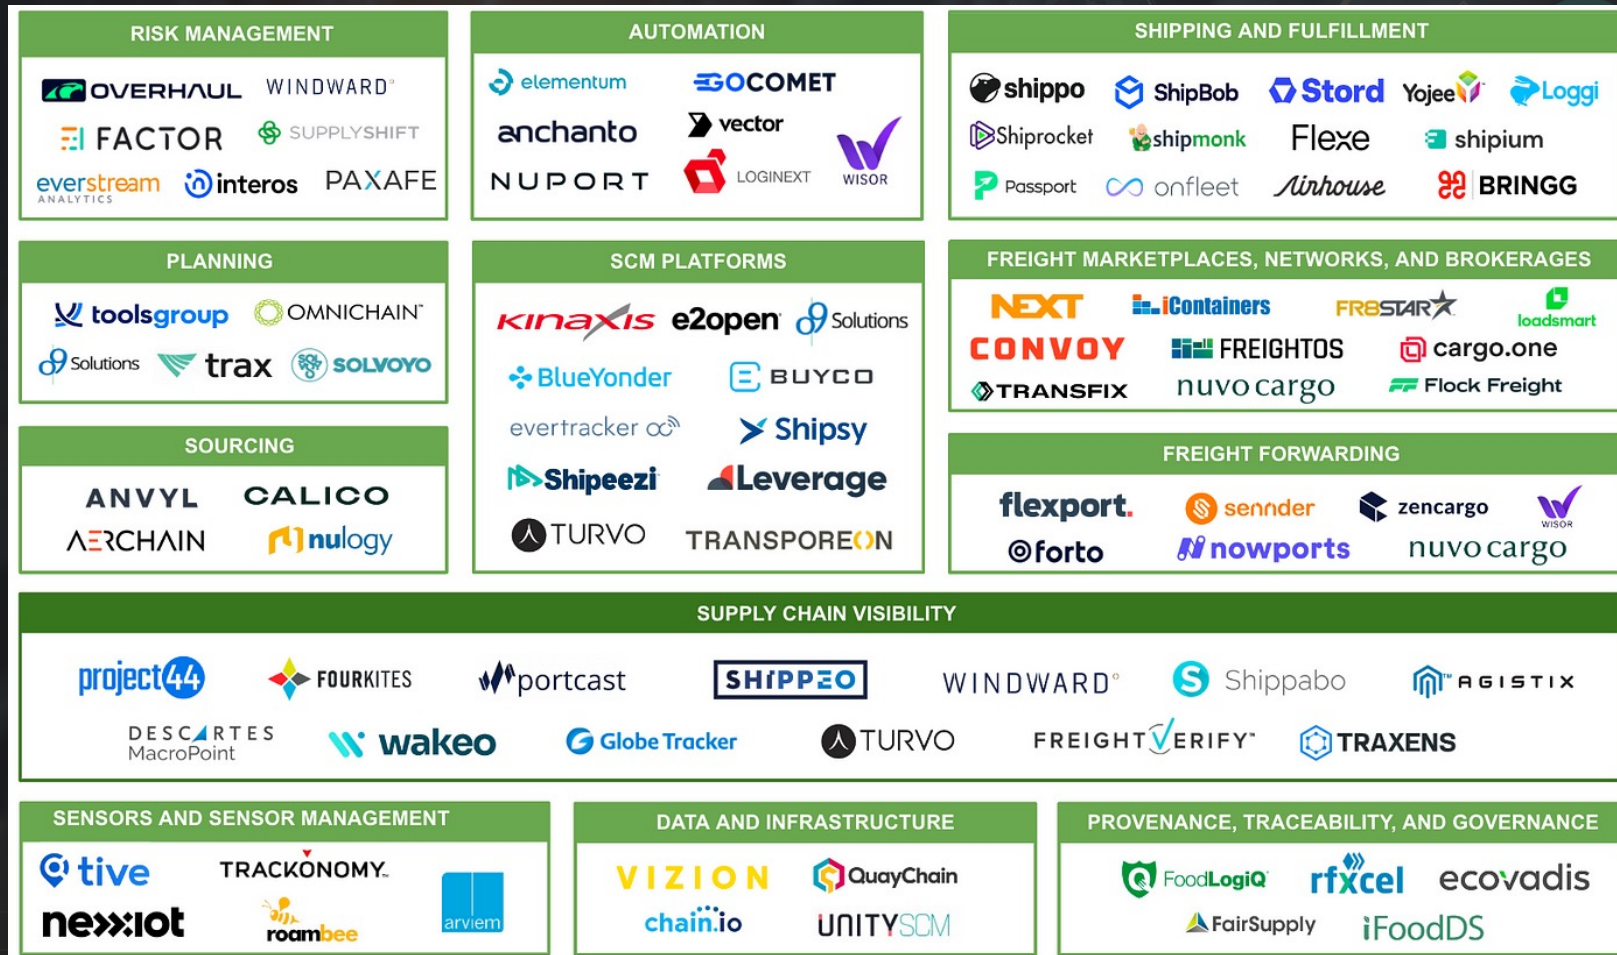 RISK MANAGEMENT
OVERHAUL WINDWARD
FACTOR SUPPLYSHIFT
everstream ANALYTICS interos PAXAFE
AUTOMATION
elementum GOCOMET
anchanto vector
WISOR
NUPORT LOGINEXT
SHIPPING AND FULFILLMENT
shippo ShipBob Stord Yojee Loggi
Shiprocket shipmonk Flexe shipium
Passport onfleet Airhouse BRINGG
PLANNING
toolsgroup OMNICHAIN™
o9 Solutions trax SOLVOYO
SOURCING
ANVYL CALICO
AERCHAIN nulogy
SCM PLATFORMS
kinaxis e2open o9 Solutions
BlueYonder BUYCO
evertracker Shipsy
Shipeezi Leverage
TURVO TRANSPOREON
FREIGHT MARKETPLACES, NETWORKS, AND BROKERAGES
NEXT iContainers FR8STAR loadsmart
CONVOY FREIGHTOS cargo.one
TRANSFIX nuvocargo Flock Freight
FREIGHT FORWARDING
flexport. sennder zencargo WISOR
forto nowports nuvocargo
SUPPLY CHAIN VISIBILITY
project44 FOURKITES portcast SHIPPEO WINDWARD Shippabo AGISTIX
DESCARTES MacroPoint wakeo Globe Tracker TURVO FREIGHTVERIFY™ TRAXENS
SENSORS AND SENSOR MANAGEMENT
tive TRACKONOMY
nexxiot roambee arviem
DATA AND INFRASTRUCTURE
VIZION QuayChain
chain.io UNITYSCM
PROVENANCE, TRACEABILITY, AND GOVERNANCE
FoodLogiQ rfxcel ecovadis
FairSupply iFoodDS